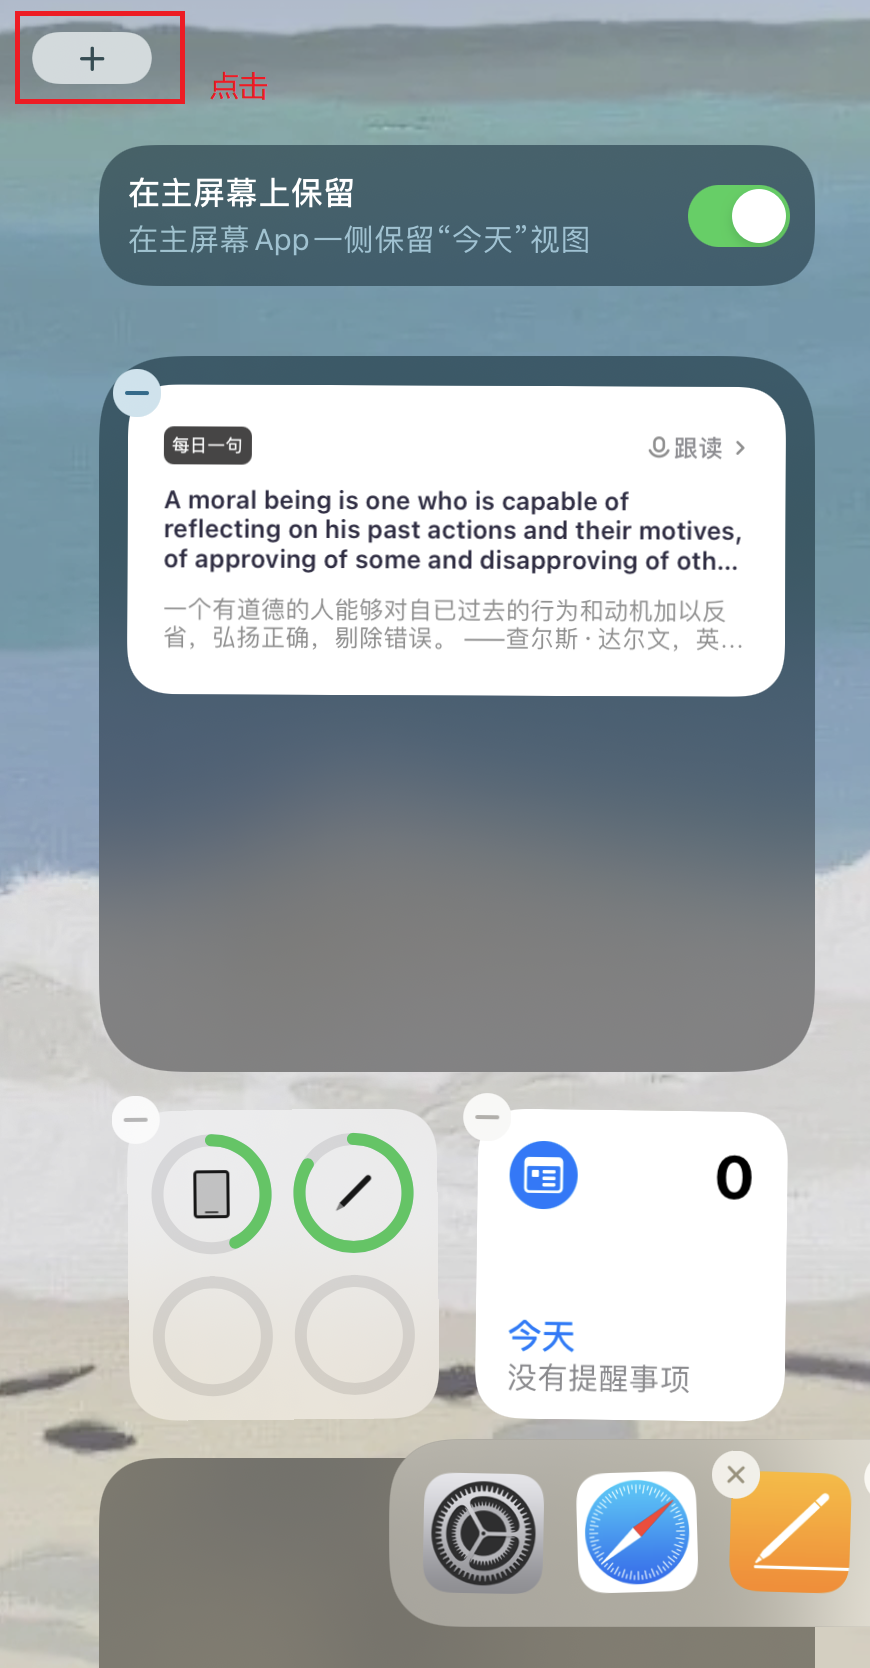 点击
在主屏幕上保留
在主屏幕 App 一侧保留“今天”视图
每日一句
跟读
A moral being is one who is capable of
reflecting on his past actions and their motives,
of approving of some and disapproving of oth...
一个有道德的人能够对自已过去的行为和动机加以反
省，弘扬正确，剔除错误。 ——查尔斯 · 达尔文，英...
0
今天
没有提醒事项